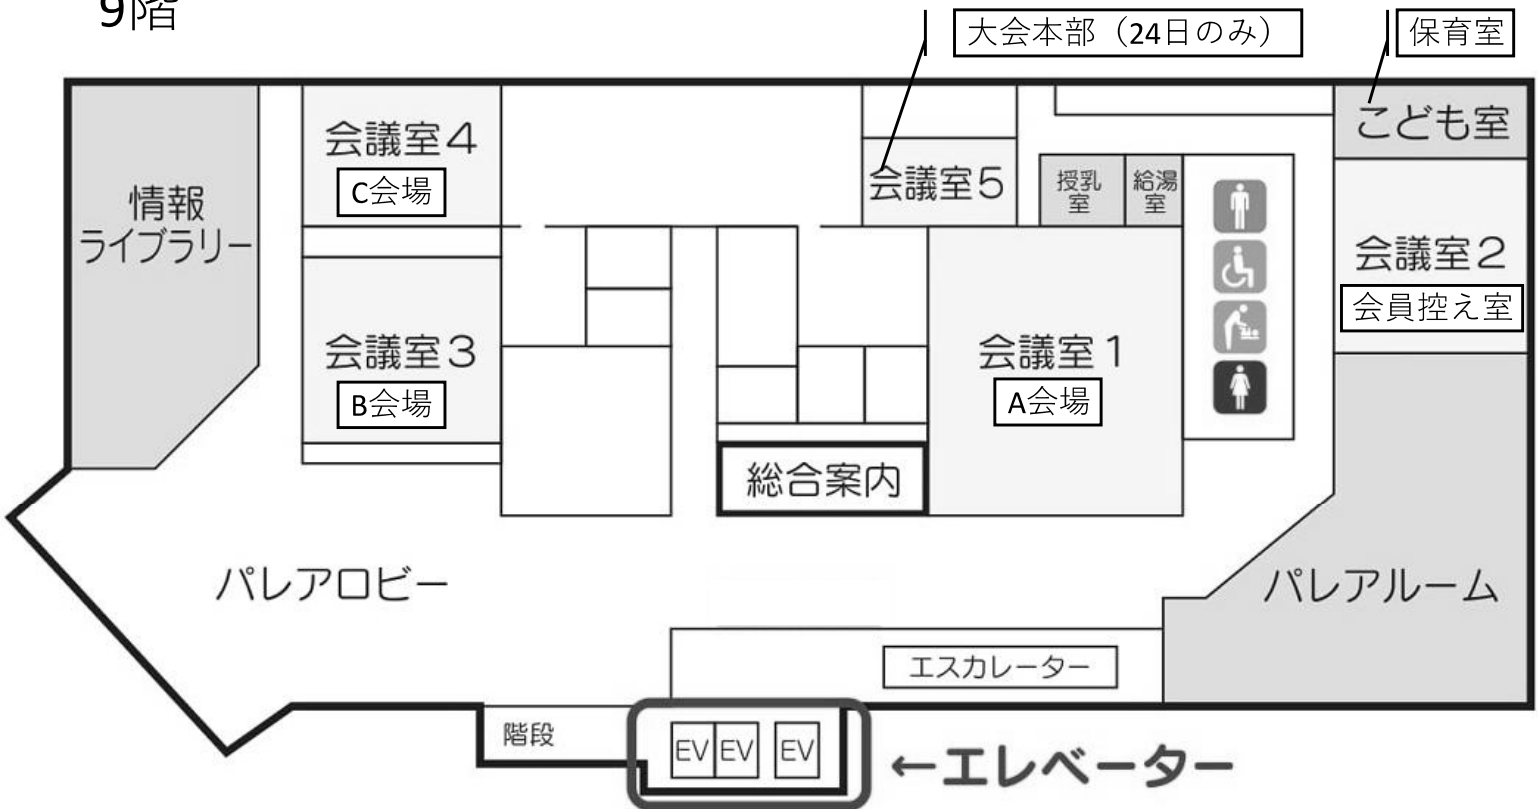 9階
大会本部（24日のみ）
保育室
会議室4
C会場
情報
ライブラリー
会議室5
授乳
室
給湯
室
こども室
会議室2
会員控え室
会議室3
B会場
会議室1
A会場
総合案内
パレアロビー
パレアルーム
エスカレーター
階段
EV
EV
EV
←エレベーター